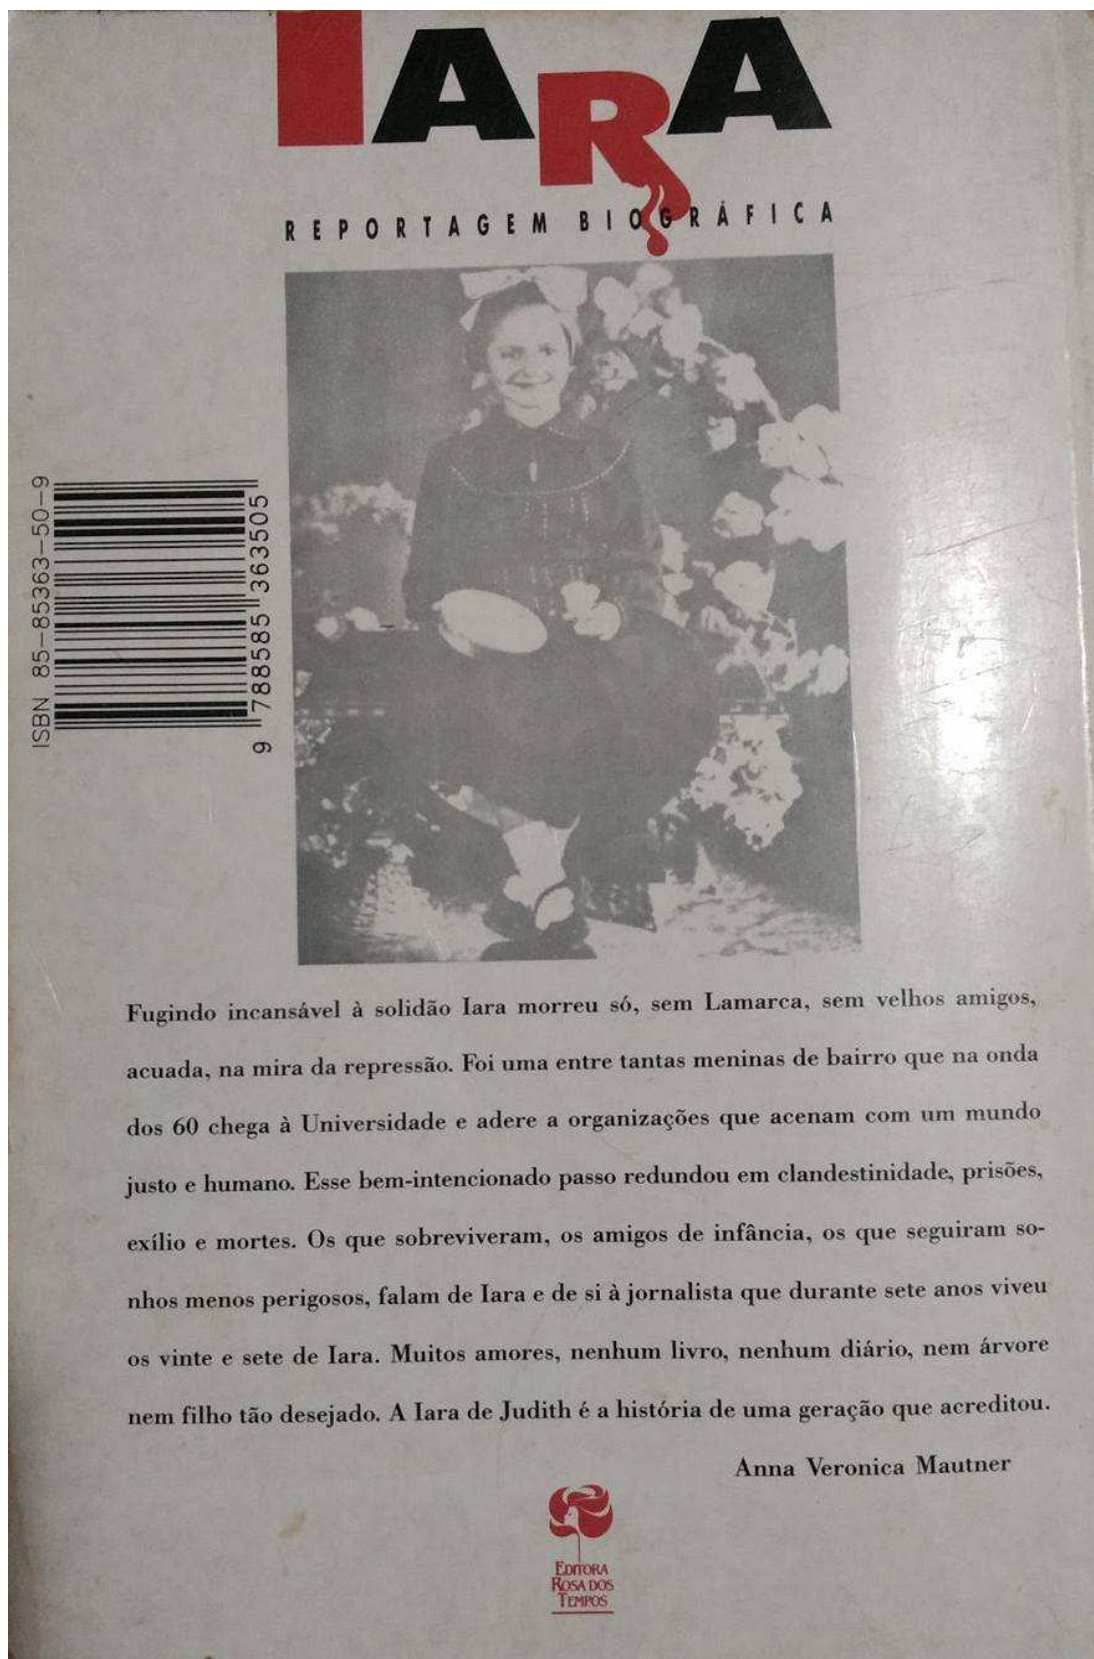 IARA
REPORTAGEM BIOGRÁFICA
ISBN 85-85363-50-9
9 788585 363505
Fugindo incansável à solidão Iara morreu só, sem Lamarca, sem velhos amigos,
acuada, na mira da repressão. Foi uma entre tantas meninas de bairro que na onda
dos 60 chega à Universidade e adere a organizações que acenam com um mundo
justo e humano. Esse bem-intencionado passo redundou em clandestinidade, prisões,
exílio e mortes. Os que sobreviveram, os amigos de infância, os que seguiram so-
nhos menos perigosos, falam de Iara e de si à jornalista que durante sete anos viveu
os vinte e sete de Iara. Muitos amores, nenhum livro, nenhum diário, nem árvore
nem filho tão desejado. A Iara de Judith é a história de uma geração que acreditou.
Anna Veronica Mautner
EDITORA
ROSA DOS
TEMPOS